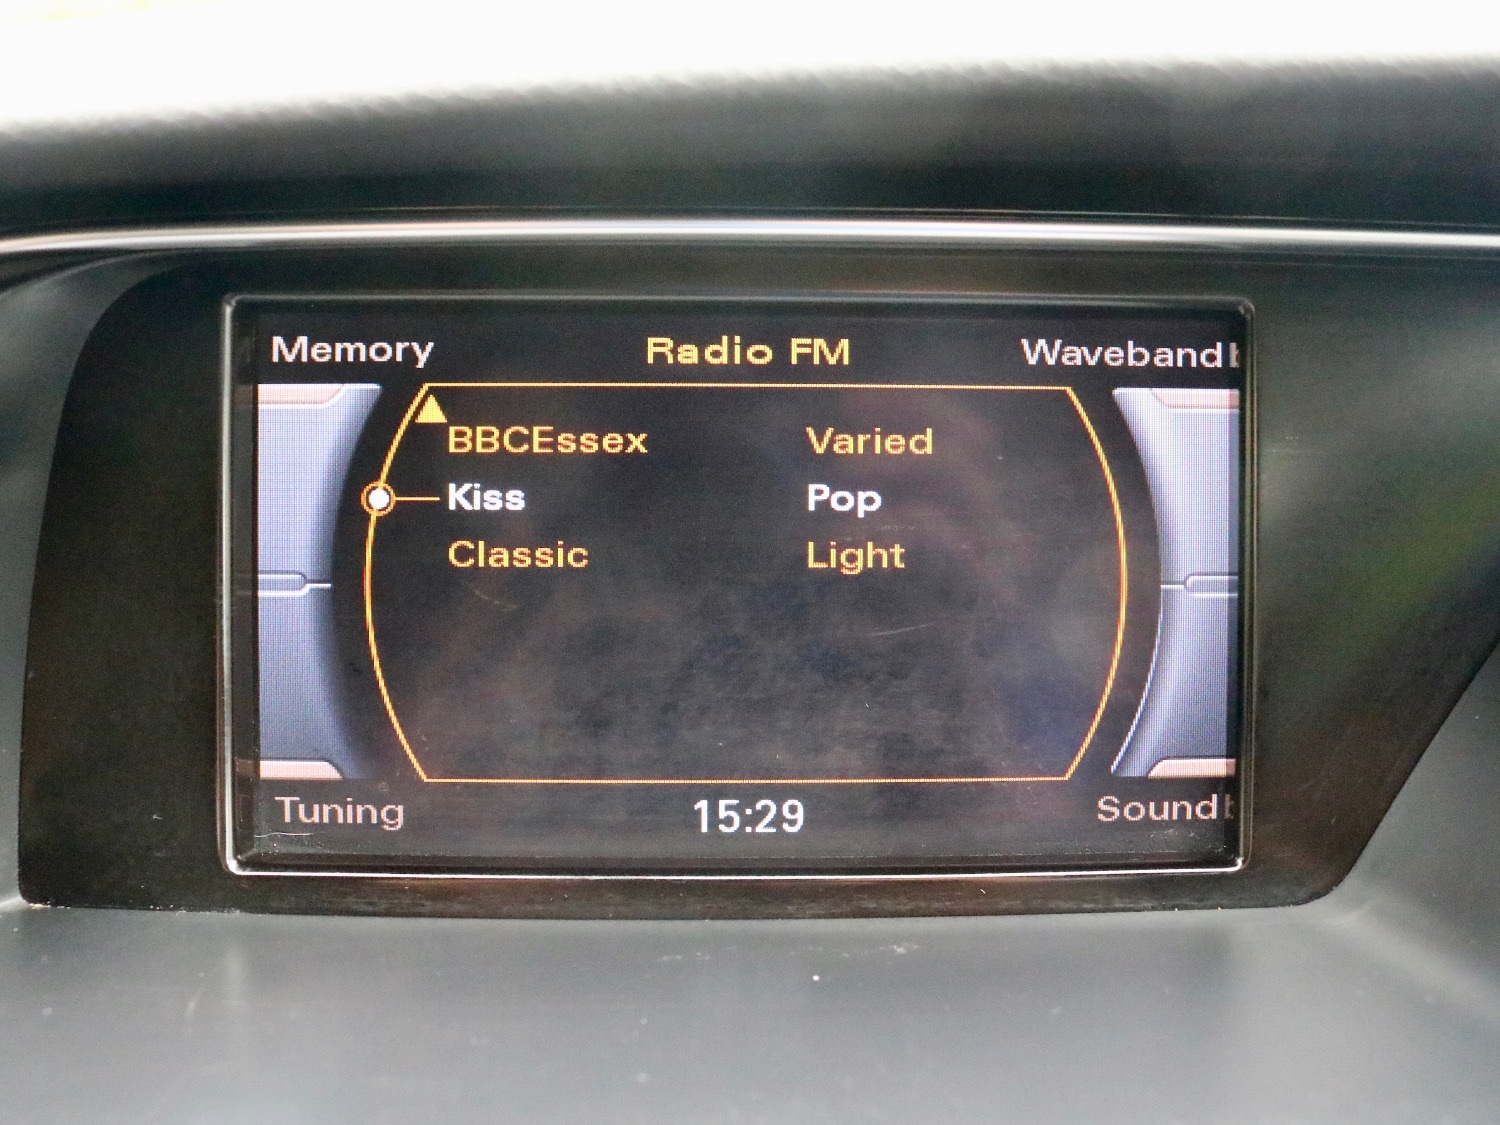 Memory Radio FM Waveband
BBCEssex Varied
Kiss Pop
Classic Light
Tuning 15:29 Sound